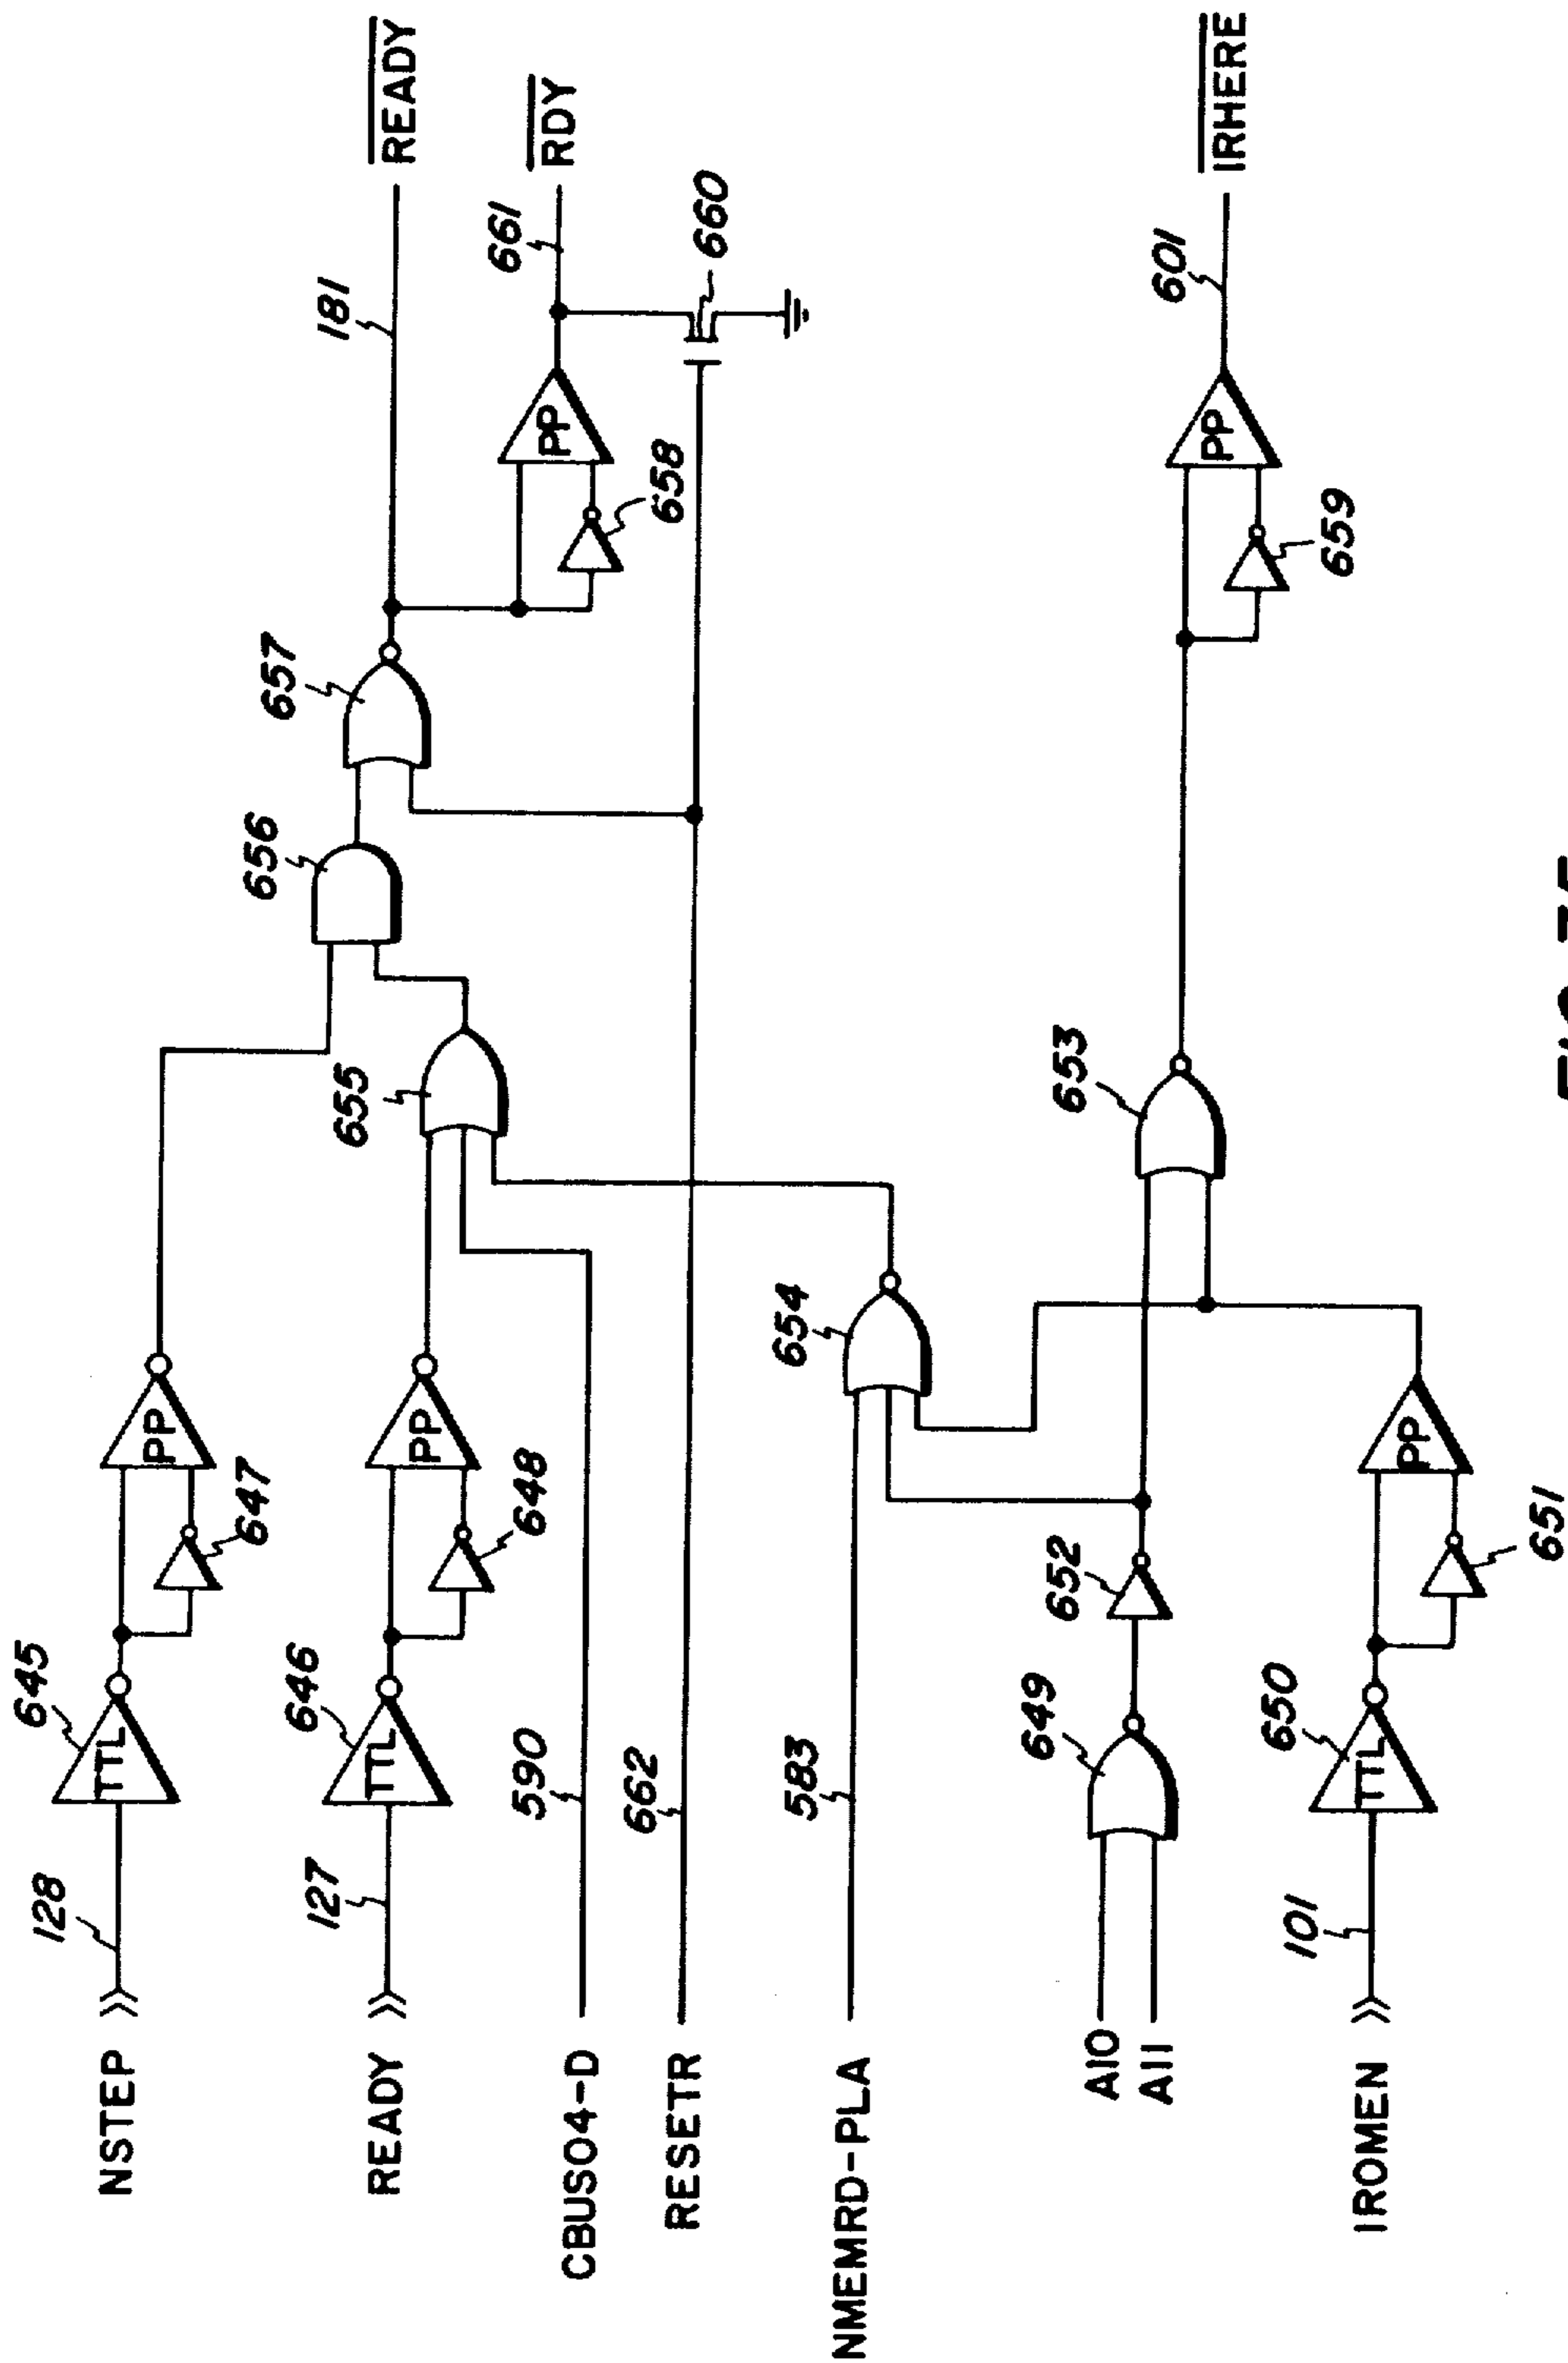 NSTEP
128
645
TTL
647
PP
READY
127
646
TTL
648
PP
CBUS04-D
590
655
656
657
181
READY
RESETR
662
658
PP
661
RDY
660
NMEMRD-PLA
583
654
A10
A11
649
652
653
IROMEN
101
650
TTL
651
PP
659
PP
601
IRHERE